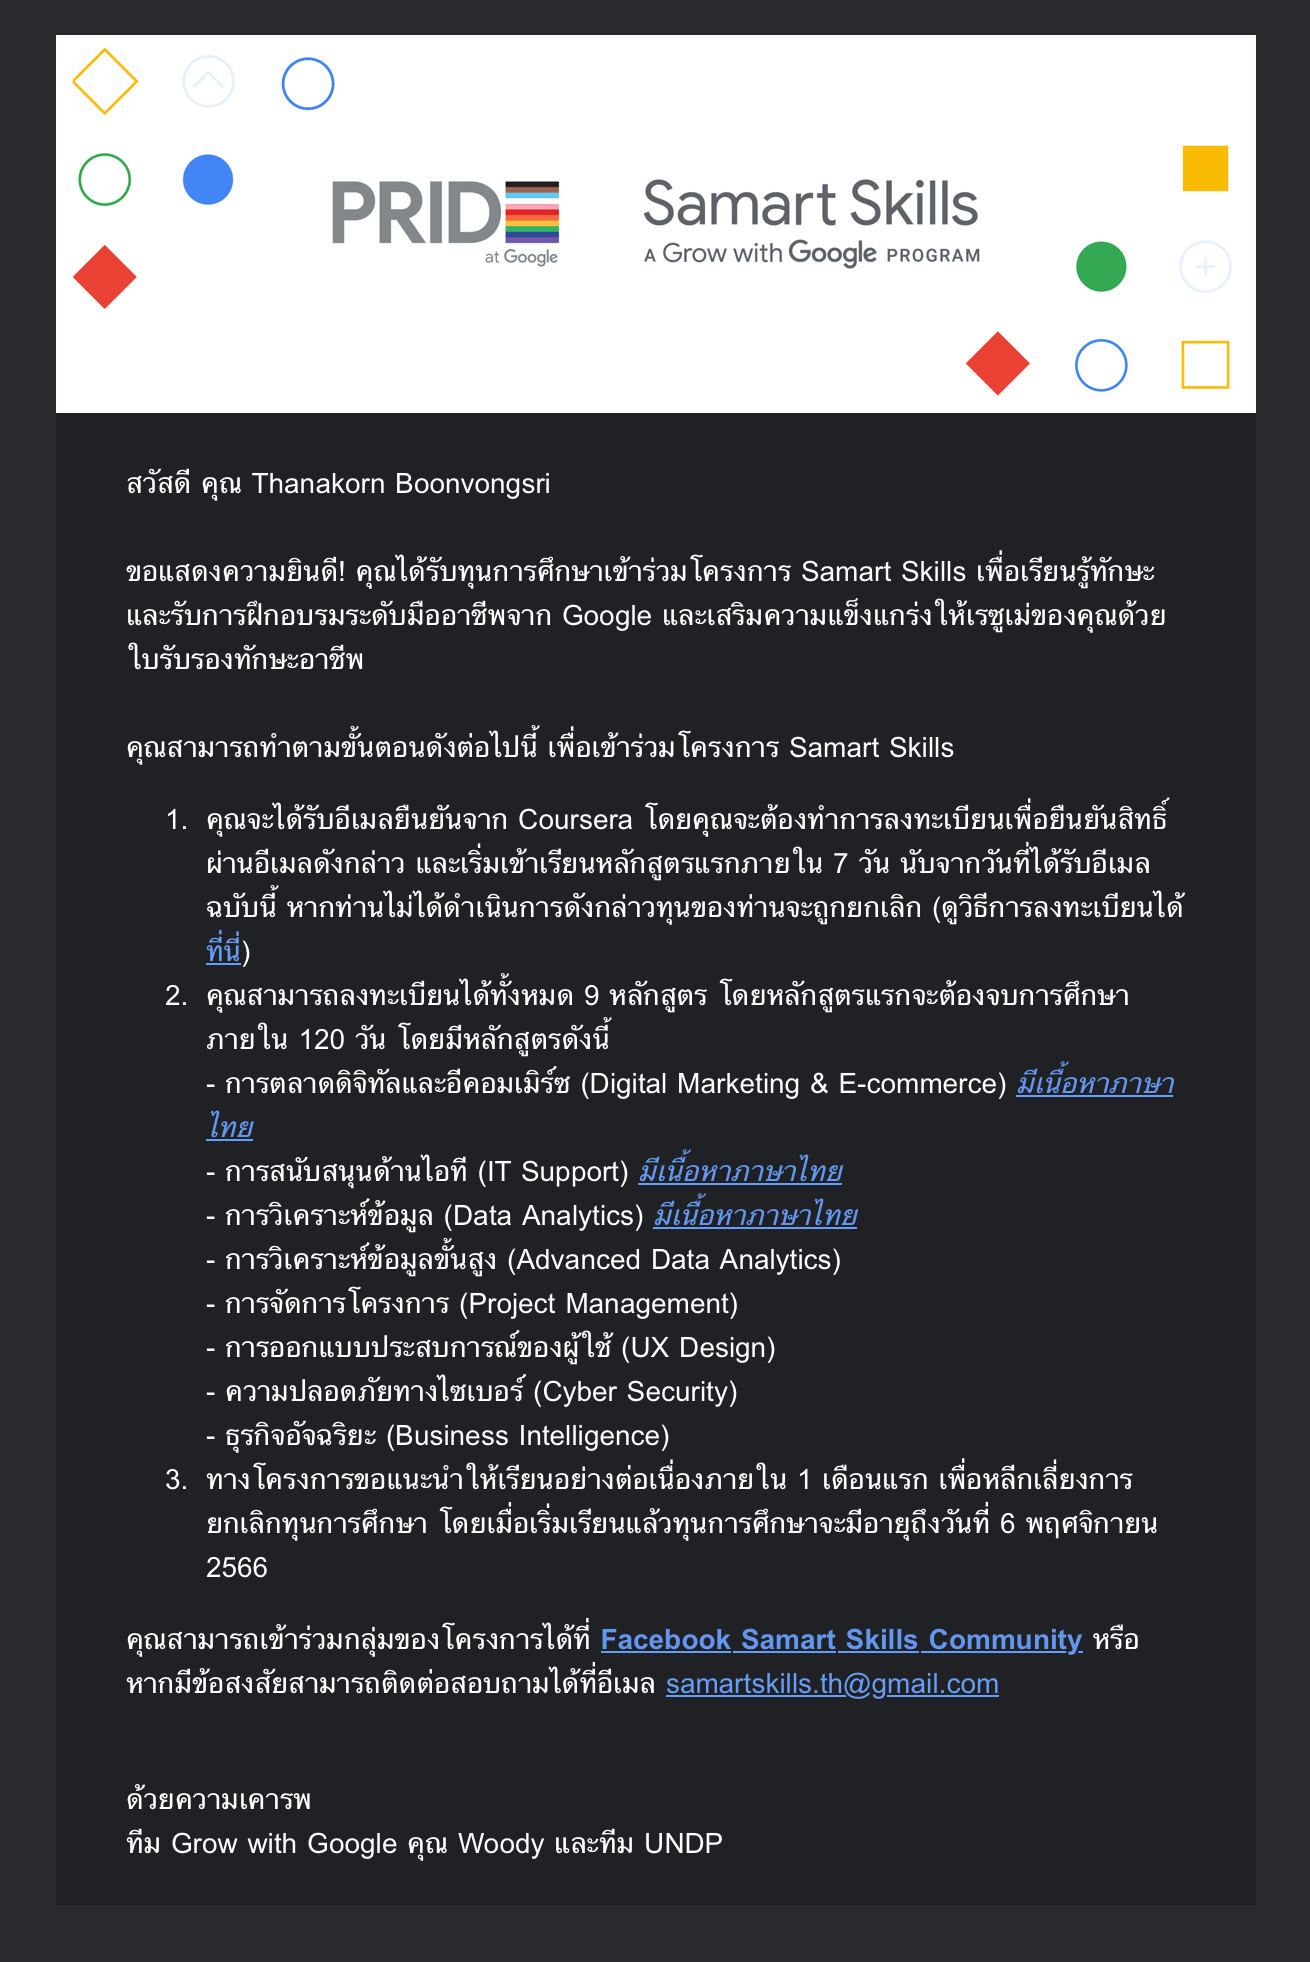 PRIDE
at Google
Samart Skills
A Grow with Google PROGRAM
สวัสดี คุณ Thanakorn Boonvongsri
ขอแสดงความยินดี! คุณได้รับทุนการศึกษาเข้าร่วมโครงการ Samart Skills เพื่อเรียนรู้ทักษะ
และรับการฝึกอบรมระดับมืออาชีพจาก Google และเสริมความแข็งแกร่งให้เรซูเม่ของคุณด้วย
ใบรับรองทักษะอาชีพ
คุณสามารถทำตามขั้นตอนดังต่อไปนี้ เพื่อเข้าร่วมโครงการ Samart Skills
1. คุณจะได้รับอีเมลยืนยันจาก Coursera โดยคุณจะต้องทำการลงทะเบียนเพื่อยืนยันสิทธิ์
ผ่านอีเมลดังกล่าว และเริ่มเข้าเรียนหลักสูตรแรกภายใน 7 วัน นับจากวันที่ได้รับอีเมล
ฉบับนี้ หากท่านไม่ได้ดำเนินการดังกล่าวทุนของท่านจะถูกยกเลิก (ดูวิธีการลงทะเบียนได้
ที่นี่)
2. คุณสามารถลงทะเบียนได้ทั้งหมด 9 หลักสูตร โดยหลักสูตรแรกจะต้องจบการศึกษา
ภายใน 120 วัน โดยมีหลักสูตรดังนี้
- การตลาดดิจิทัลและอีคอมเมิร์ซ (Digital Marketing & E-commerce) มีเนื้อหาภาษา
ไทย
- การสนับสนุนด้านไอที (IT Support) มีเนื้อหาภาษาไทย
- การวิเคราะห์ข้อมูล (Data Analytics) มีเนื้อหาภาษาไทย
- การวิเคราะห์ข้อมูลขั้นสูง (Advanced Data Analytics)
- การจัดการโครงการ (Project Management)
- การออกแบบประสบการณ์ของผู้ใช้ (UX Design)
- ความปลอดภัยทางไซเบอร์ (Cyber Security)
- ธุรกิจอัจฉริยะ (Business Intelligence)
3. ทางโครงการขอแนะนำให้เรียนอย่างต่อเนื่องภายใน 1 เดือนแรก เพื่อหลีกเลี่ยงการ
ยกเลิกทุนการศึกษา โดยเมื่อเริ่มเรียนแล้วทุนการศึกษาจะมีอายุถึงวันที่ 6 พฤศจิกายน
2566
คุณสามารถเข้าร่วมกลุ่มของโครงการได้ที่ Facebook Samart Skills Community หรือ
หากมีข้อสงสัยสามารถติดต่อสอบถามได้ที่อีเมล samartskills.th@gmail.com
ด้วยความเคารพ
ทีม Grow with Google คุณ Woody และทีม UNDP